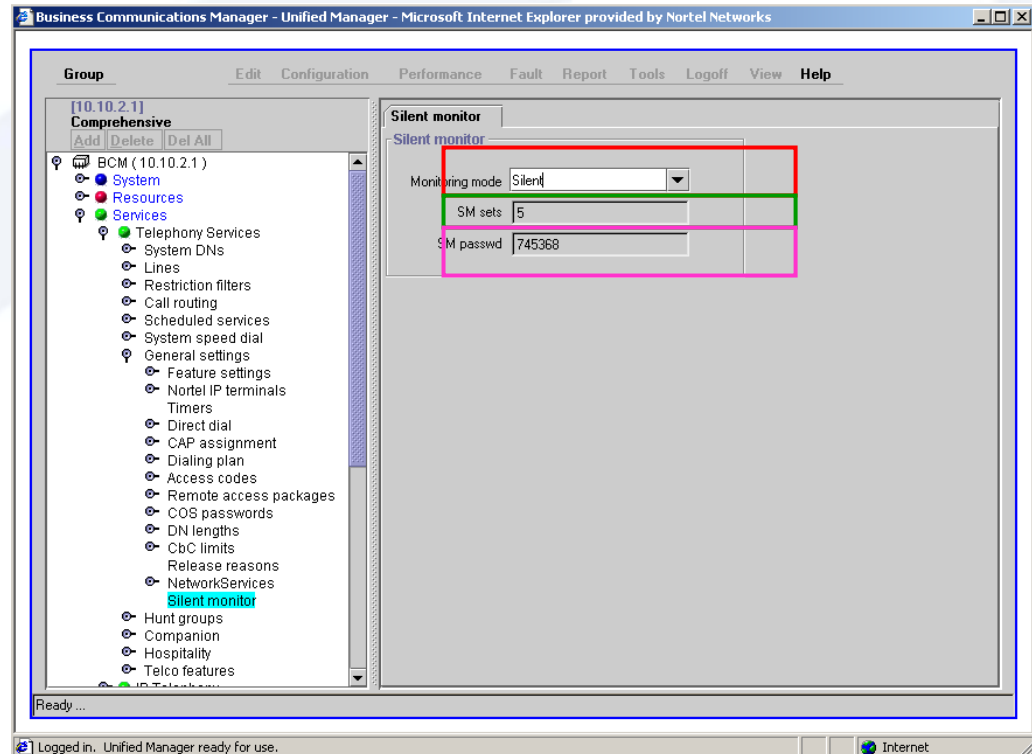 Business Communications Manager - Unified Manager - Microsoft Internet Explorer provided by Nortel Networks
Group Edit Configuration Performance Fault Report Tools Logoff View Help
[10.10.2.1]
Comprehensive
Add Delete Del All
BCM ( 10.10.2.1 )
System
Resources
Services
Telephony Services
System DNs
Lines
Restriction filters
Call routing
Scheduled services
System speed dial
General settings
Feature settings
Nortel IP terminals
Timers
Direct dial
CAP assignment
Dialing plan
Access codes
Remote access packages
COS passwords
DN lengths
CbC limits
Release reasons
NetworkServices
Silent monitor
Hunt groups
Companion
Hospitality
Telco features
IP Telephony
Silent monitor
Silent monitor
Monitoring mode Silent
SM sets 5
SM passwd 745368
Ready ...
Logged in. Unified Manager ready for use. Internet